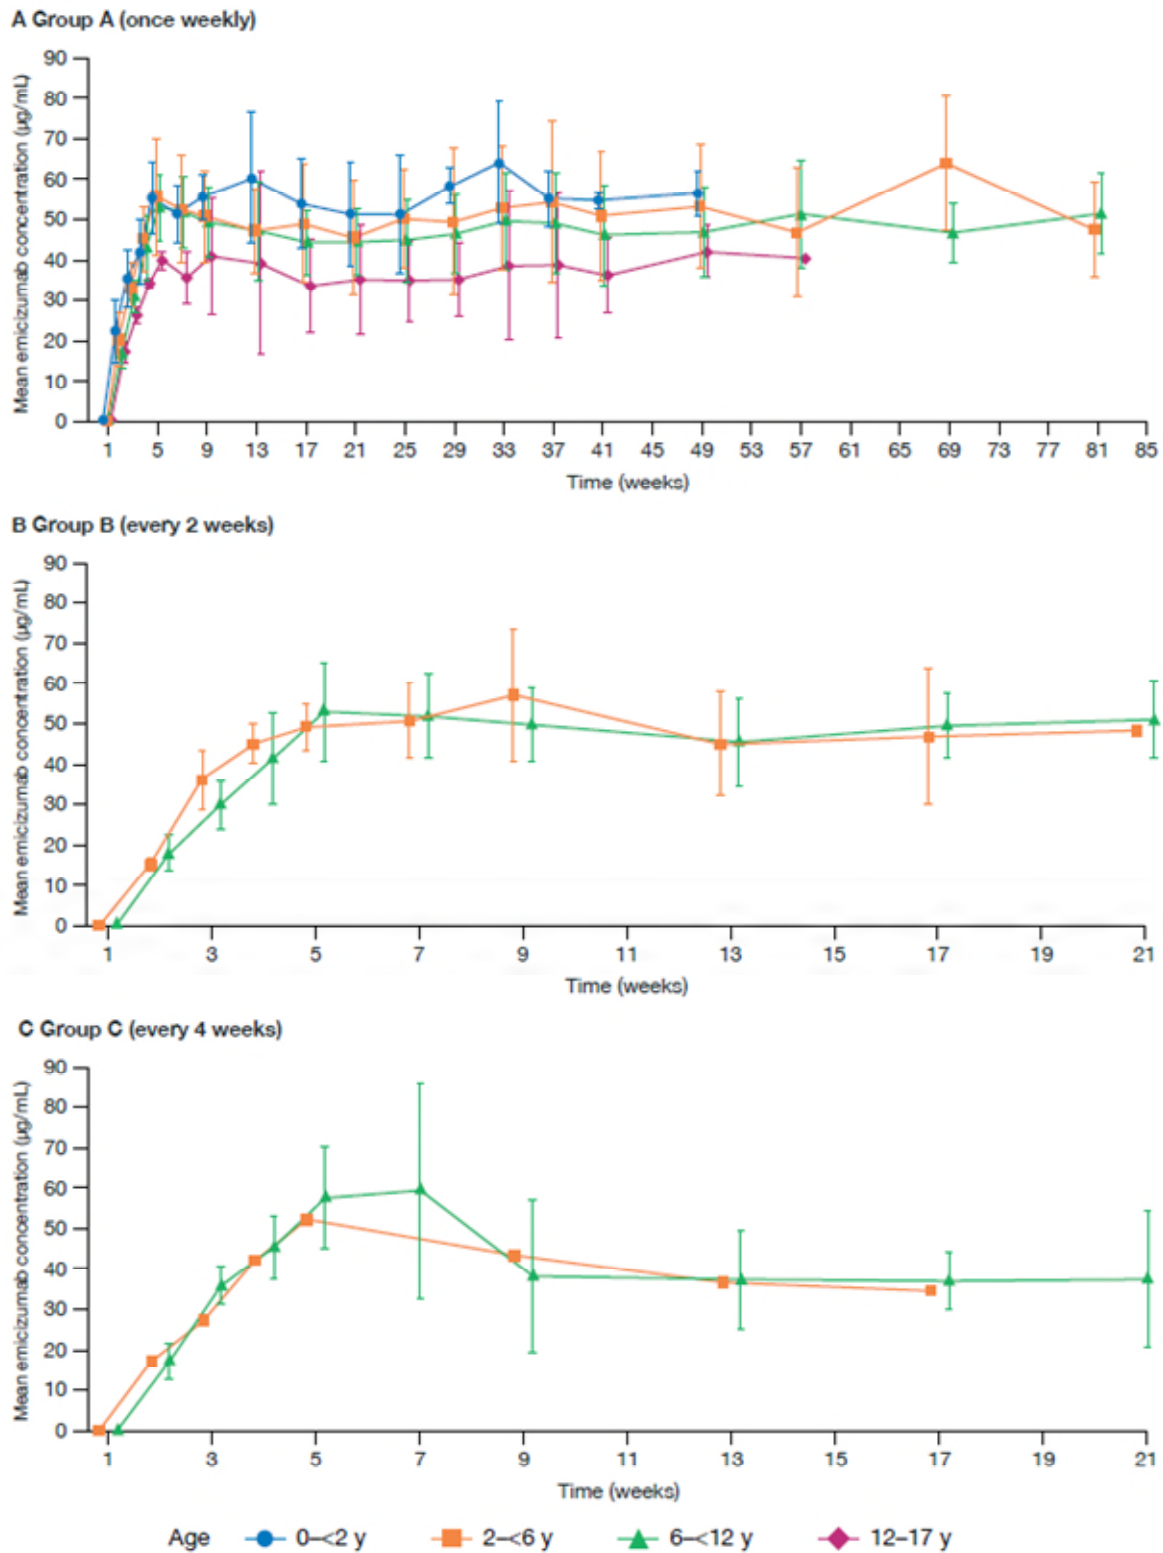 A Group A (once weekly)
Mean emicizumab concentration (µg/mL)
90
80
70
60
50
40
30
20
10
0
1 5 9 13 17 21 25 29 33 37 41 45 49 53 57 61 65 69 73 77 81 85
Time (weeks)
B Group B (every 2 weeks)
Mean emicizumab concentration (µg/mL)
90
80
70
60
50
40
30
20
10
0
1 3 5 7 9 11 13 15 17 19 21
Time (weeks)
C Group C (every 4 weeks)
Mean emicizumab concentration (µg/mL)
90
80
70
60
50
40
30
20
10
0
1 3 5 7 9 11 13 15 17 19 21
Time (weeks)
Age 0–<2 y 2–<6 y 6–<12 y 12–17 y